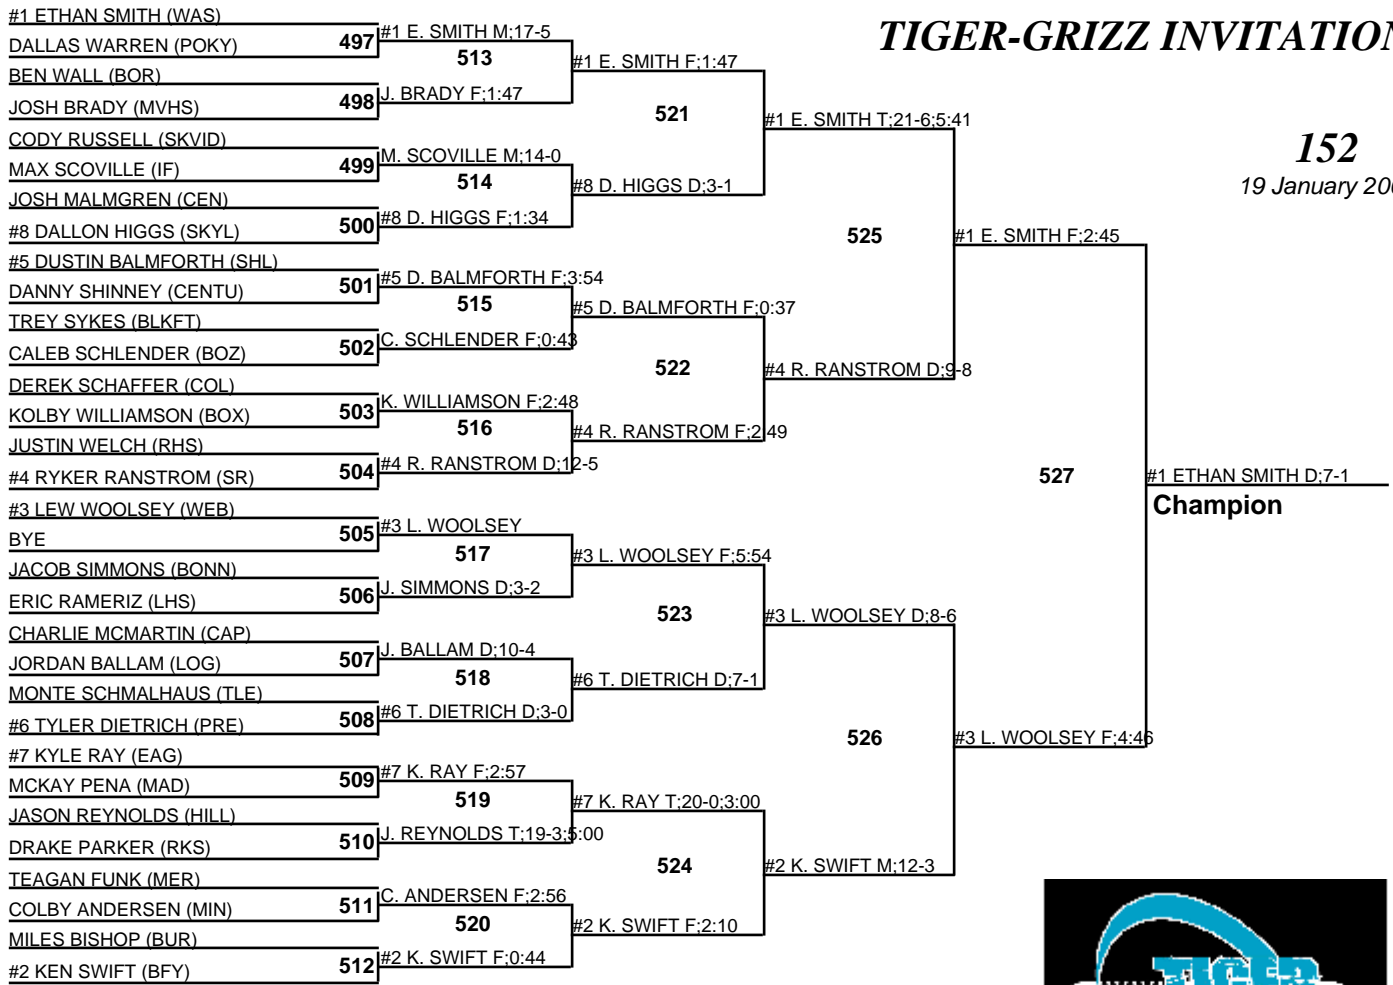 TIGER-GRIZZ INVITATION
152
19 January 200
#1 ETHAN SMITH (WAS)
DALLAS WARREN (POKY)
BEN WALL (BOR)
JOSH BRADY (MVHS)
CODY RUSSELL (SKVID)
MAX SCOVILLE (IF)
JOSH MALMGREN (CEN)
#8 DALLON HIGGS (SKYL)
#5 DUSTIN BALMFORTH (SHL)
DANNY SHINNEY (CENTU)
TREY SYKES (BLKFT)
CALEB SCHLENDER (BOZ)
DEREK SCHAFFER (COL)
KOLBY WILLIAMSON (BOX)
JUSTIN WELCH (RHS)
#4 RYKER RANSTROM (SR)
#3 LEW WOOLSEY (WEB)
BYE
JACOB SIMMONS (BONN)
ERIC RAMERIZ (LHS)
CHARLIE MCMARTIN (CAP)
JORDAN BALLAM (LOG)
MONTE SCHMALHAUS (TLE)
#6 TYLER DIETRICH (PRE)
#7 KYLE RAY (EAG)
MCKAY PENA (MAD)
JASON REYNOLDS (HILL)
DRAKE PARKER (RKS)
TEAGAN FUNK (MER)
COLBY ANDERSEN (MIN)
MILES BISHOP (BUR)
#2 KEN SWIFT (BFY)
497
498
499
500
501
502
503
504
505
506
507
508
509
510
511
512
#1 E. SMITH M;17-5
513
J. BRADY F;1:47
M. SCOVILLE M;14-0
514
#8 D. HIGGS F;1:34
#5 D. BALMFORTH F;3:54
515
C. SCHLENDER F;0:43
K. WILLIAMSON F;2:48
516
#4 R. RANSTROM D;12-5
#3 L. WOOLSEY
517
J. SIMMONS D;3-2
J. BALLAM D;10-4
518
#6 T. DIETRICH D;3-0
#7 K. RAY F;2:57
519
J. REYNOLDS T;19-3;5:00
C. ANDERSEN F;2:56
520
#2 K. SWIFT F;0:44
#1 E. SMITH F;1:47
521
#8 D. HIGGS D;3-1
#5 D. BALMFORTH F;0:37
522
#4 R. RANSTROM F;2:49
#3 L. WOOLSEY F;5:54
523
#6 T. DIETRICH D;7-1
#7 K. RAY T;20-0;3:00
524
#2 K. SWIFT F;2:10
#1 E. SMITH T;21-6;5:41
525
#4 R. RANSTROM D;9-8
#3 L. WOOLSEY D;8-6
526
#2 K. SWIFT M;12-3
#1 E. SMITH F;2:45
527
#3 L. WOOLSEY F;4:46
#1 ETHAN SMITH D;7-1
Champion
TIGER